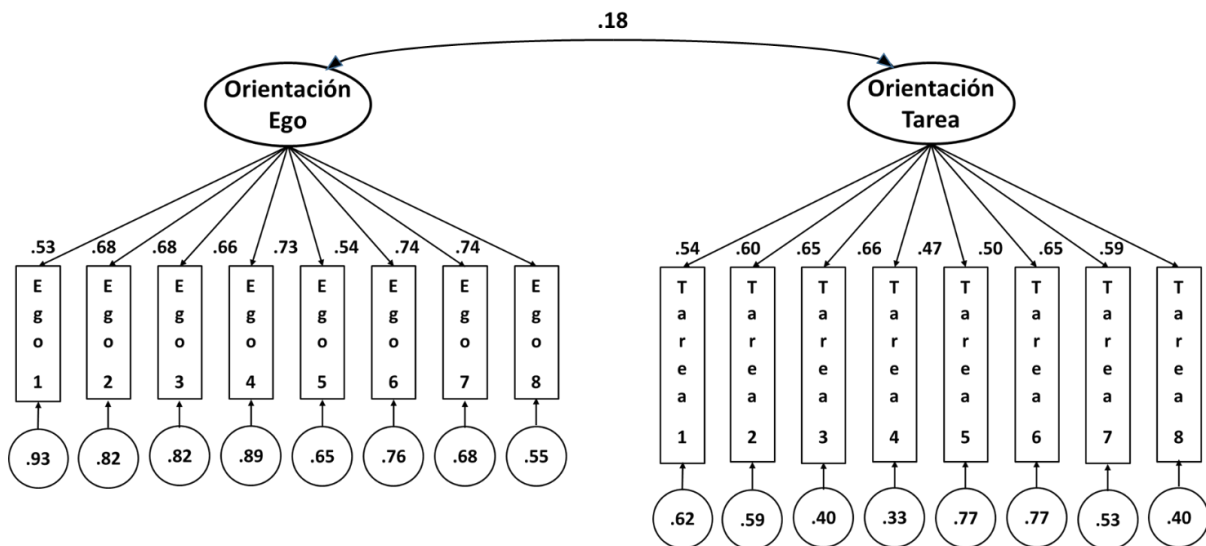 .18
Orientación
Ego
Orientación
Tarea
.53 .68 .68 .66 .73 .54 .74 .74
.54 .60 .65 .66 .47 .50 .65 .59
Ego 1
Ego 2
Ego 3
Ego 4
Ego 5
Ego 6
Ego 7
Ego 8
Tarea 1
Tarea 2
Tarea 3
Tarea 4
Tarea 5
Tarea 6
Tarea 7
Tarea 8
.93 .82 .82 .89 .65 .76 .68 .55
.62 .59 .40 .33 .77 .77 .53 .40